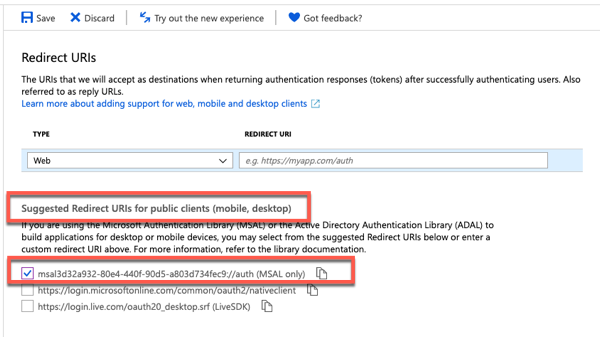 Save Discard Try out the new experience Got feedback?
Redirect URIs
The URIs that we will accept as destinations when returning authentication responses (tokens) after successfully authenticating users. Also
referred to as reply URLs.
Learn more about adding support for web, mobile and desktop clients
TYPE REDIRECT URI
Web e.g. https://myapp.com/auth
Suggested Redirect URIs for public clients (mobile, desktop)
If you are using the Microsoft Authentication Library (MSAL) or the Active Directory Authentication Library (ADAL) to
build applications for desktop or mobile devices, you may select from the suggested Redirect URIs below or enter a
custom redirect URI above. For more information, refer to the library documentation.
msal3d32a932-80e4-440f-90d5-a803d734fec9://auth (MSAL only)
https://login.microsoftonline.com/common/oauth2/nativeclient
https://login.live.com/oauth20_desktop.srf (LiveSDK)